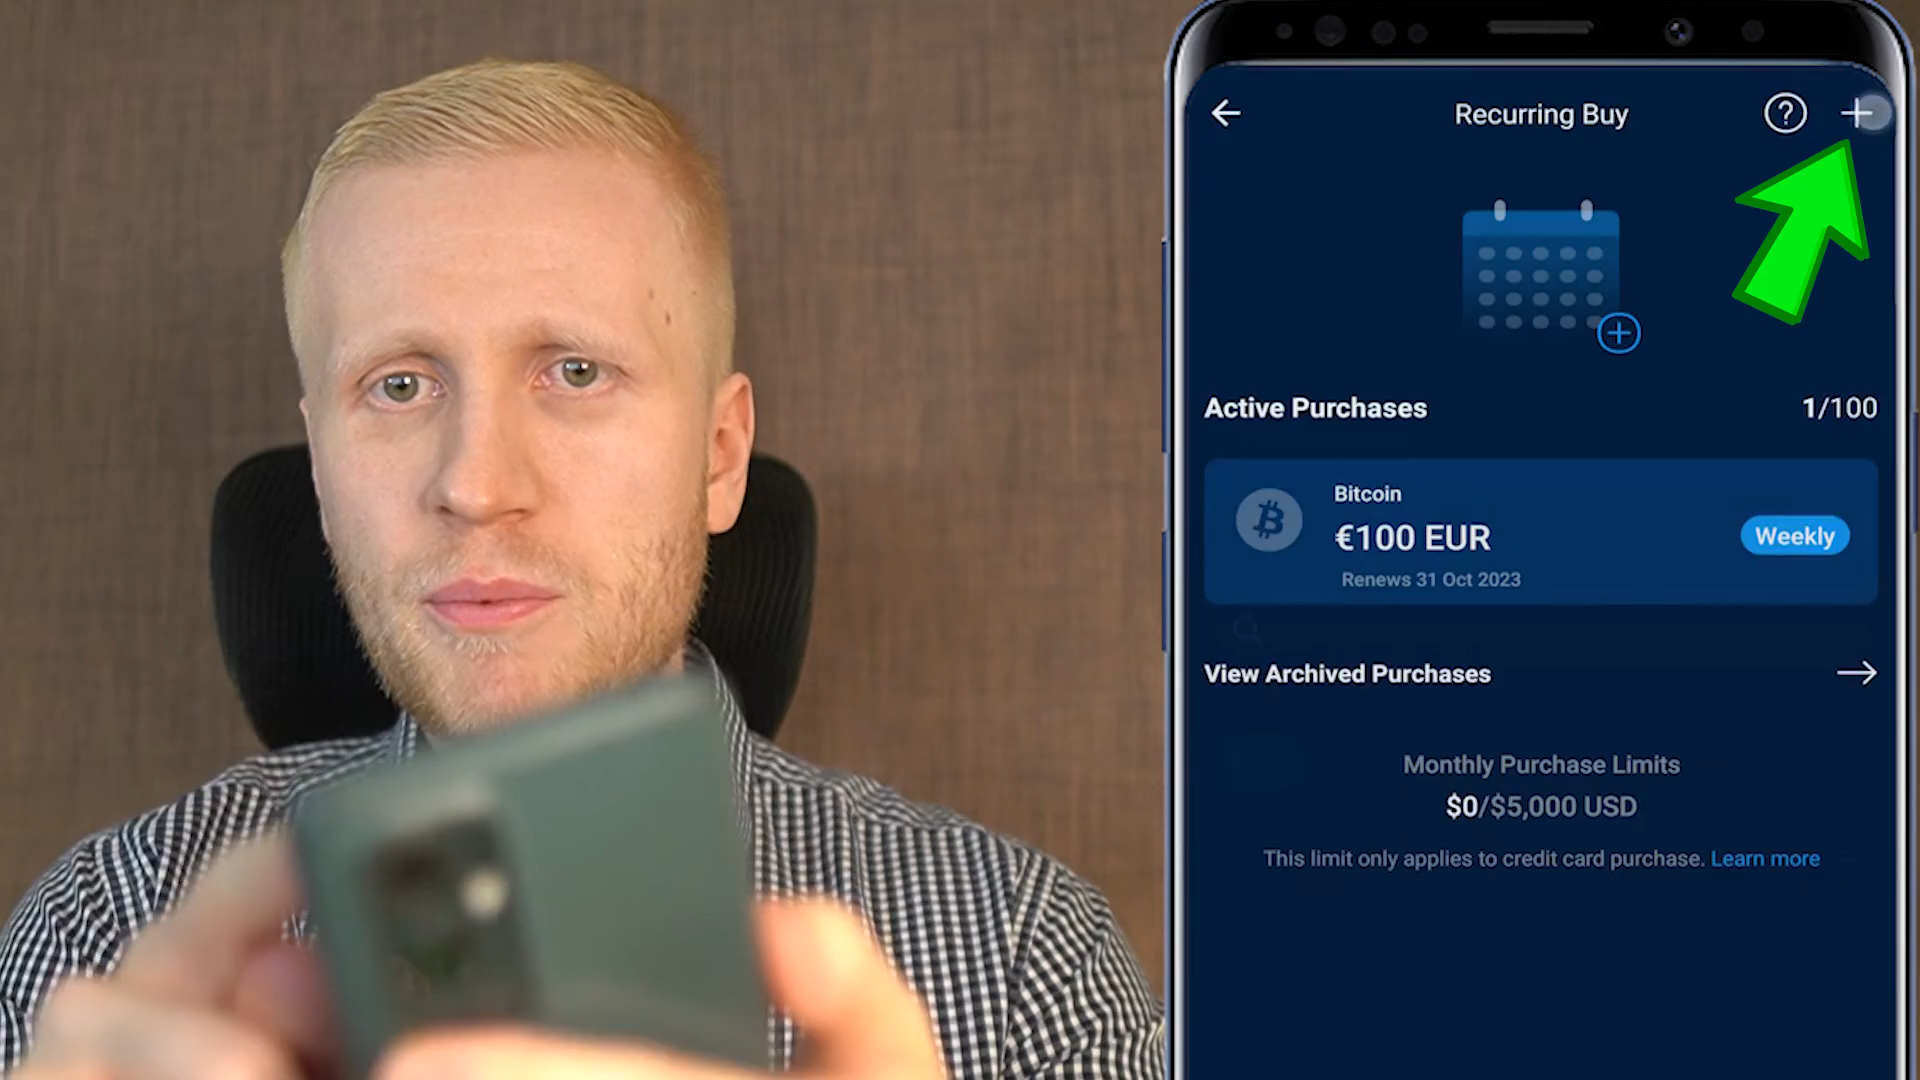 Recurring Buy
Active Purchases 1/100
Bitcoin
€100 EUR
Weekly
Renews 31 Oct 2023
View Archived Purchases
Monthly Purchase Limits
$0/$5,000 USD
This limit only applies to credit card purchase. Learn more